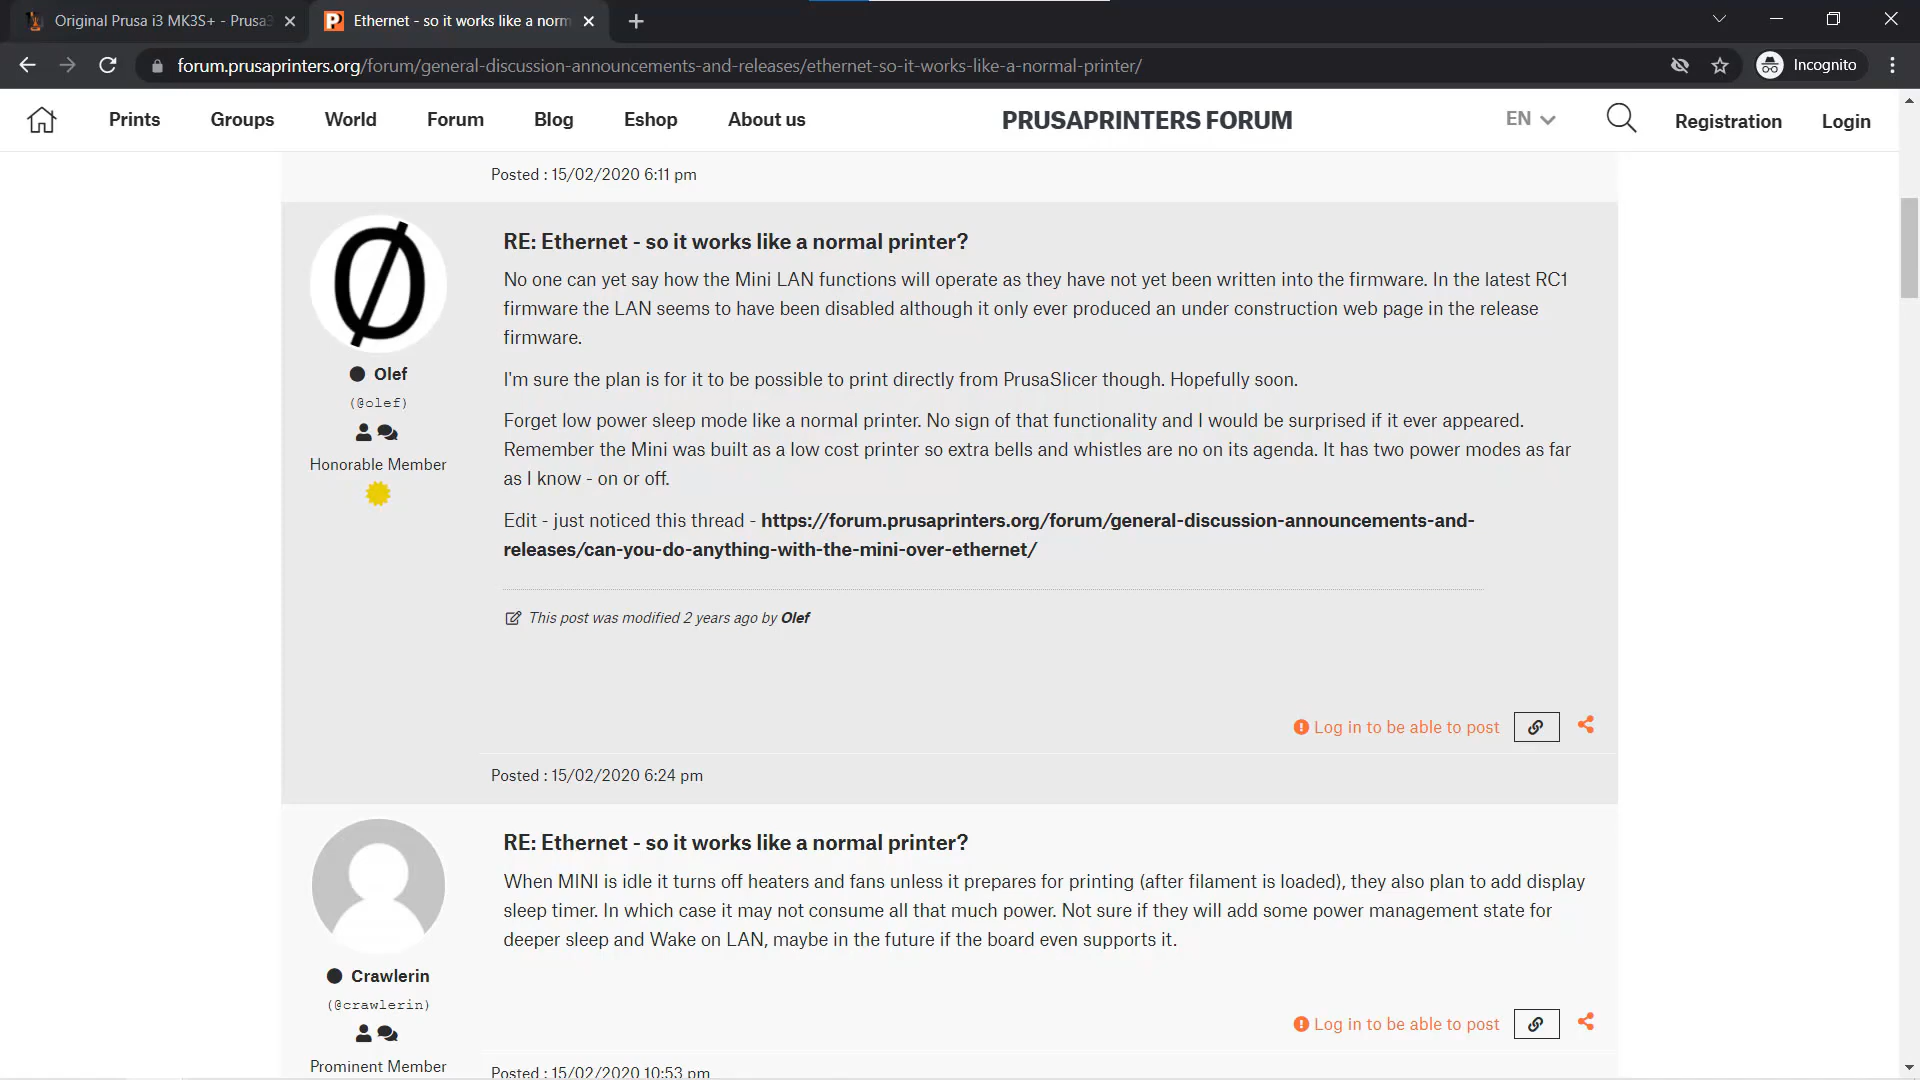 Original Prusa i3 MK3S+ - Prusa3
Ethernet - so it works like a norm
forum.prusaprinters.org/forum/general-discussion-announcements-and-releases/ethernet-so-it-works-like-a-normal-printer/
Incognito
Prints
Groups
World
Forum
Blog
Eshop
About us
PRUSAPRINTERS FORUM
EN
Registration
Login
Posted : 15/02/2020 6:11 pm
Olef
(@olef)
Honorable Member
RE: Ethernet - so it works like a normal printer?
No one can yet say how the Mini LAN functions will operate as they have not yet been written into the firmware. In the latest RC1
firmware the LAN seems to have been disabled although it only ever produced an under construction web page in the release
firmware.
I'm sure the plan is for it to be possible to print directly from PrusaSlicer though. Hopefully soon.
Forget low power sleep mode like a normal printer. No sign of that functionality and I would be surprised if it ever appeared.
Remember the Mini was built as a low cost printer so extra bells and whistles are no on its agenda. It has two power modes as far
as I know - on or off.
Edit - just noticed this thread - https://forum.prusaprinters.org/forum/general-discussion-announcements-and-
releases/can-you-do-anything-with-the-mini-over-ethernet/
This post was modified 2 years ago by Olef
Log in to be able to post
Posted : 15/02/2020 6:24 pm
Crawlerin
(@crawlerin)
Prominent Member
RE: Ethernet - so it works like a normal printer?
When MINI is idle it turns off heaters and fans unless it prepares for printing (after filament is loaded), they also plan to add display
sleep timer. In which case it may not consume all that much power. Not sure if they will add some power management state for
deeper sleep and Wake on LAN, maybe in the future if the board even supports it.
Log in to be able to post
Posted : 15/02/2020 10:53 pm